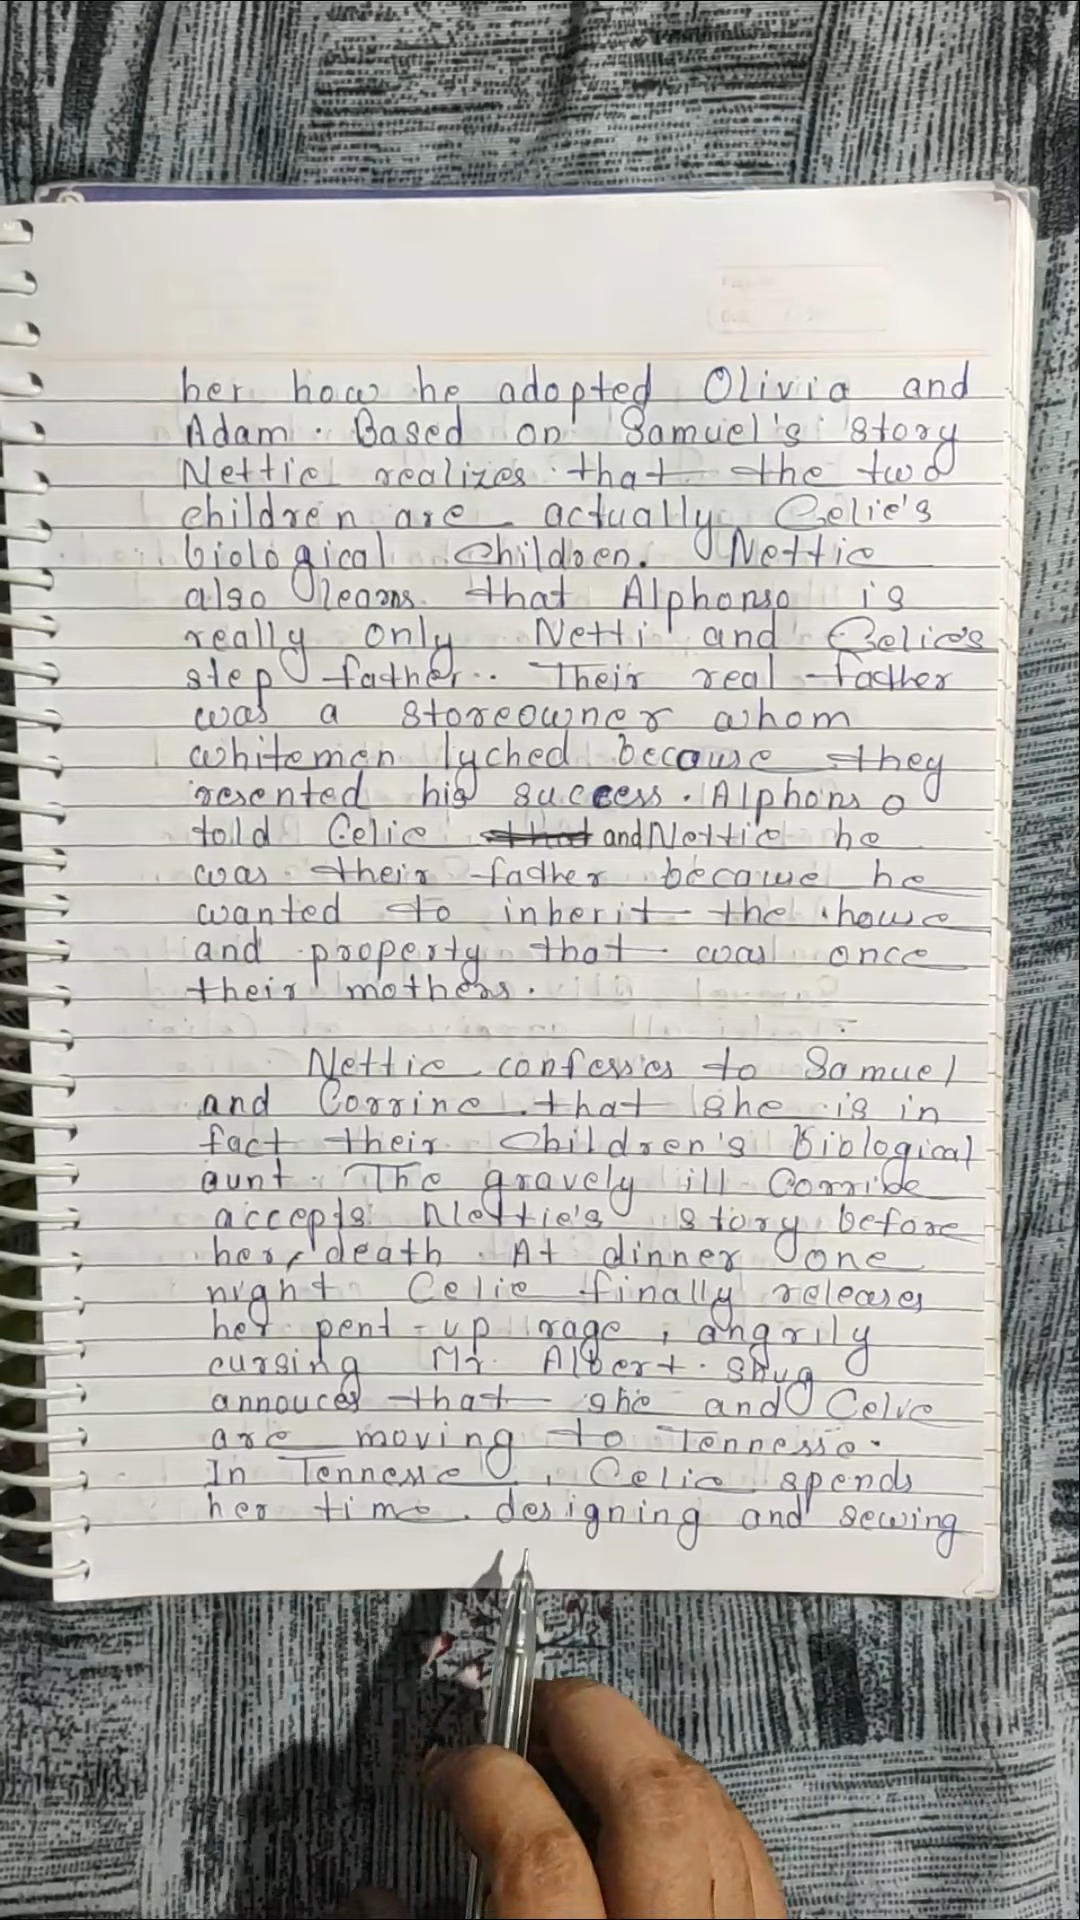 her how he adopted Olivia and
Adam. Based on Samuel's story
Nettie realizes that the two
children are actually Celie's
biological children. Nettie
also learns that Alphonso is
really only Netti and Celie's
step father.. Their real father
was a storeowner whom
whitemen lyched because they
resented his success. Alphonso
told Celie and Nettie he
was their father because he
wanted to inherit the house
and property that was once
their mothers.
Nettie confesses to Samuel
and Corrine that she is in
fact their children's biological
aunt. The gravely ill Corride
accepts Nettie's story before
her death. At dinner one
night Celie finally releases
her pent-up rage, angrily
cursing Mr. Albert. Shug
annouces that she and Celie
are moving to Tennesse.
In Tennesse, Celie spends
her time designing and sewing